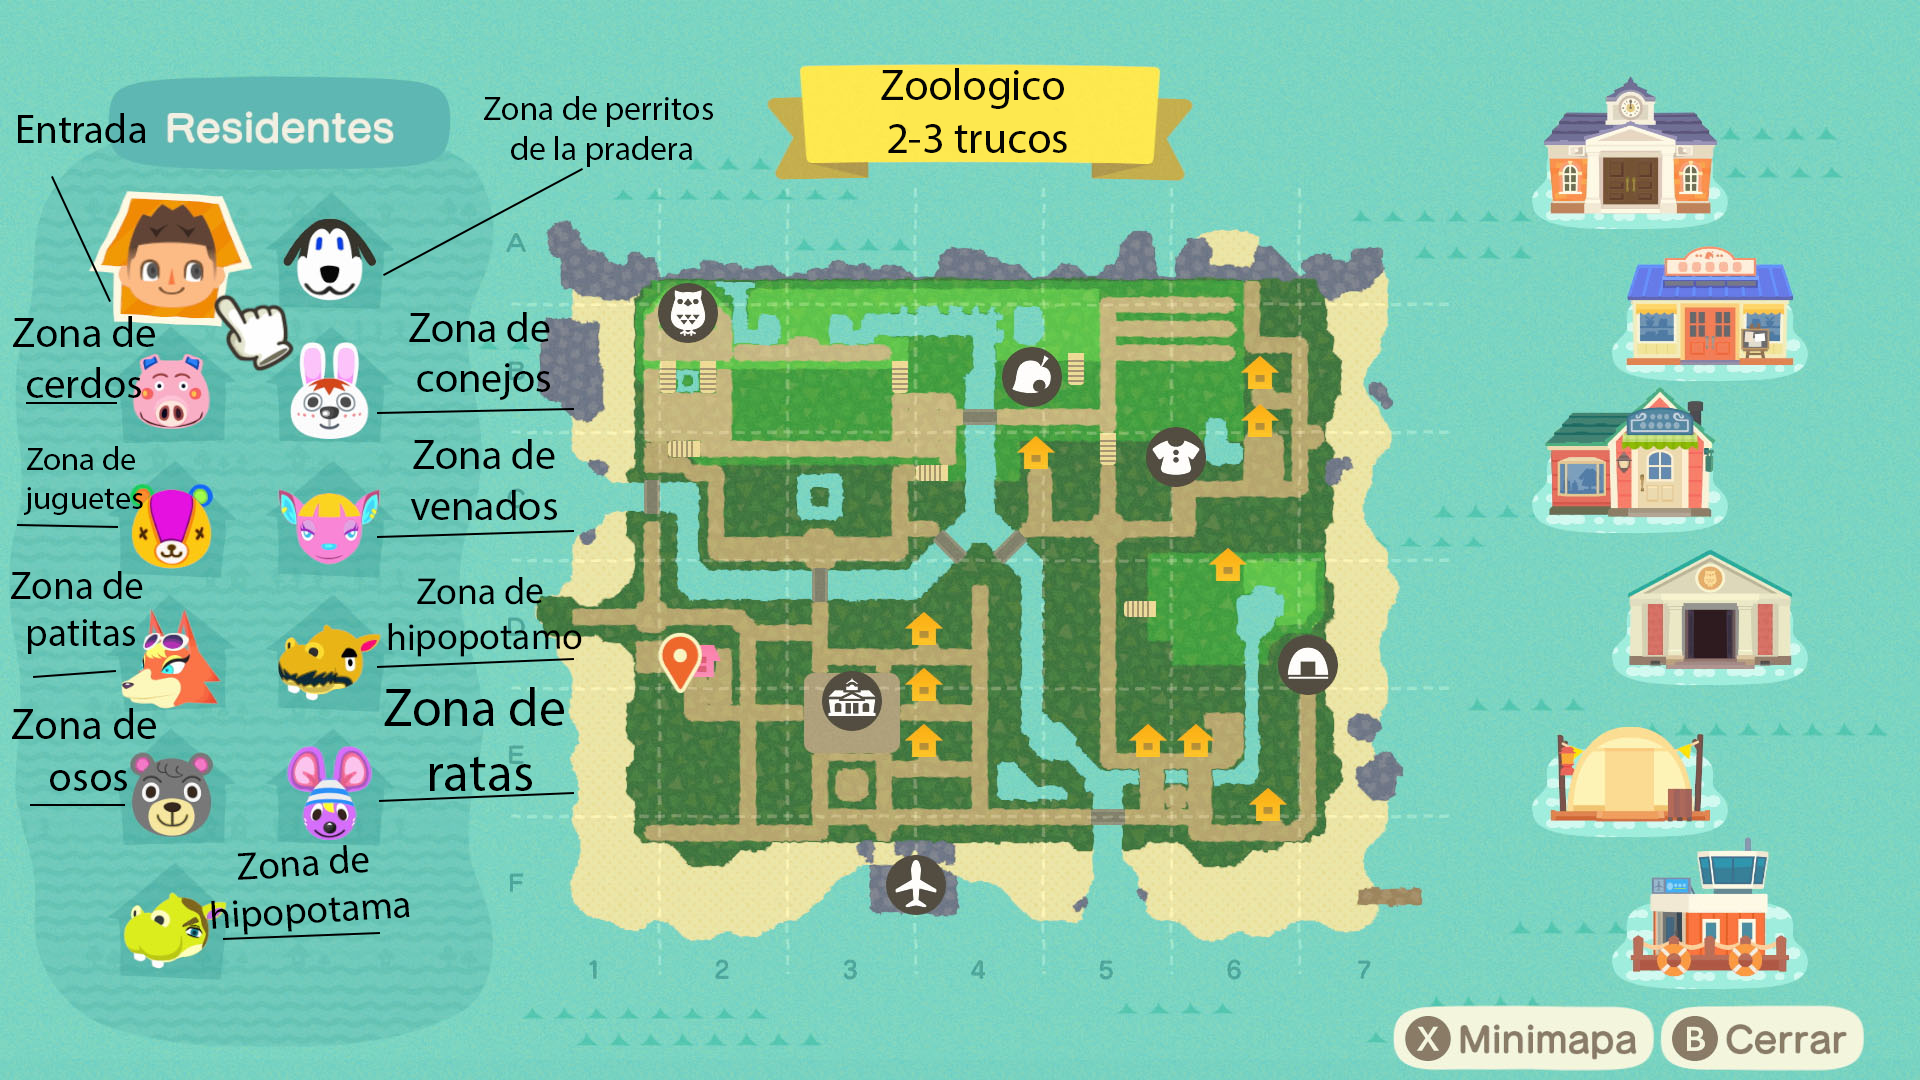 Zoologico
2-3 trucos
Residentes
Entrada
Zona de perritos
de la pradera
Zona de
cerdos
Zona de
conejos
Zona de
juguetes
Zona de
venados
Zona de
patitas
Zona de
hipopotamo
Zona de
osos
Zona de
ratas
Zona de
hipopotama
A
B
C
D
E
F
1 2 3 4 5 6 7
X Minimapa
B Cerrar